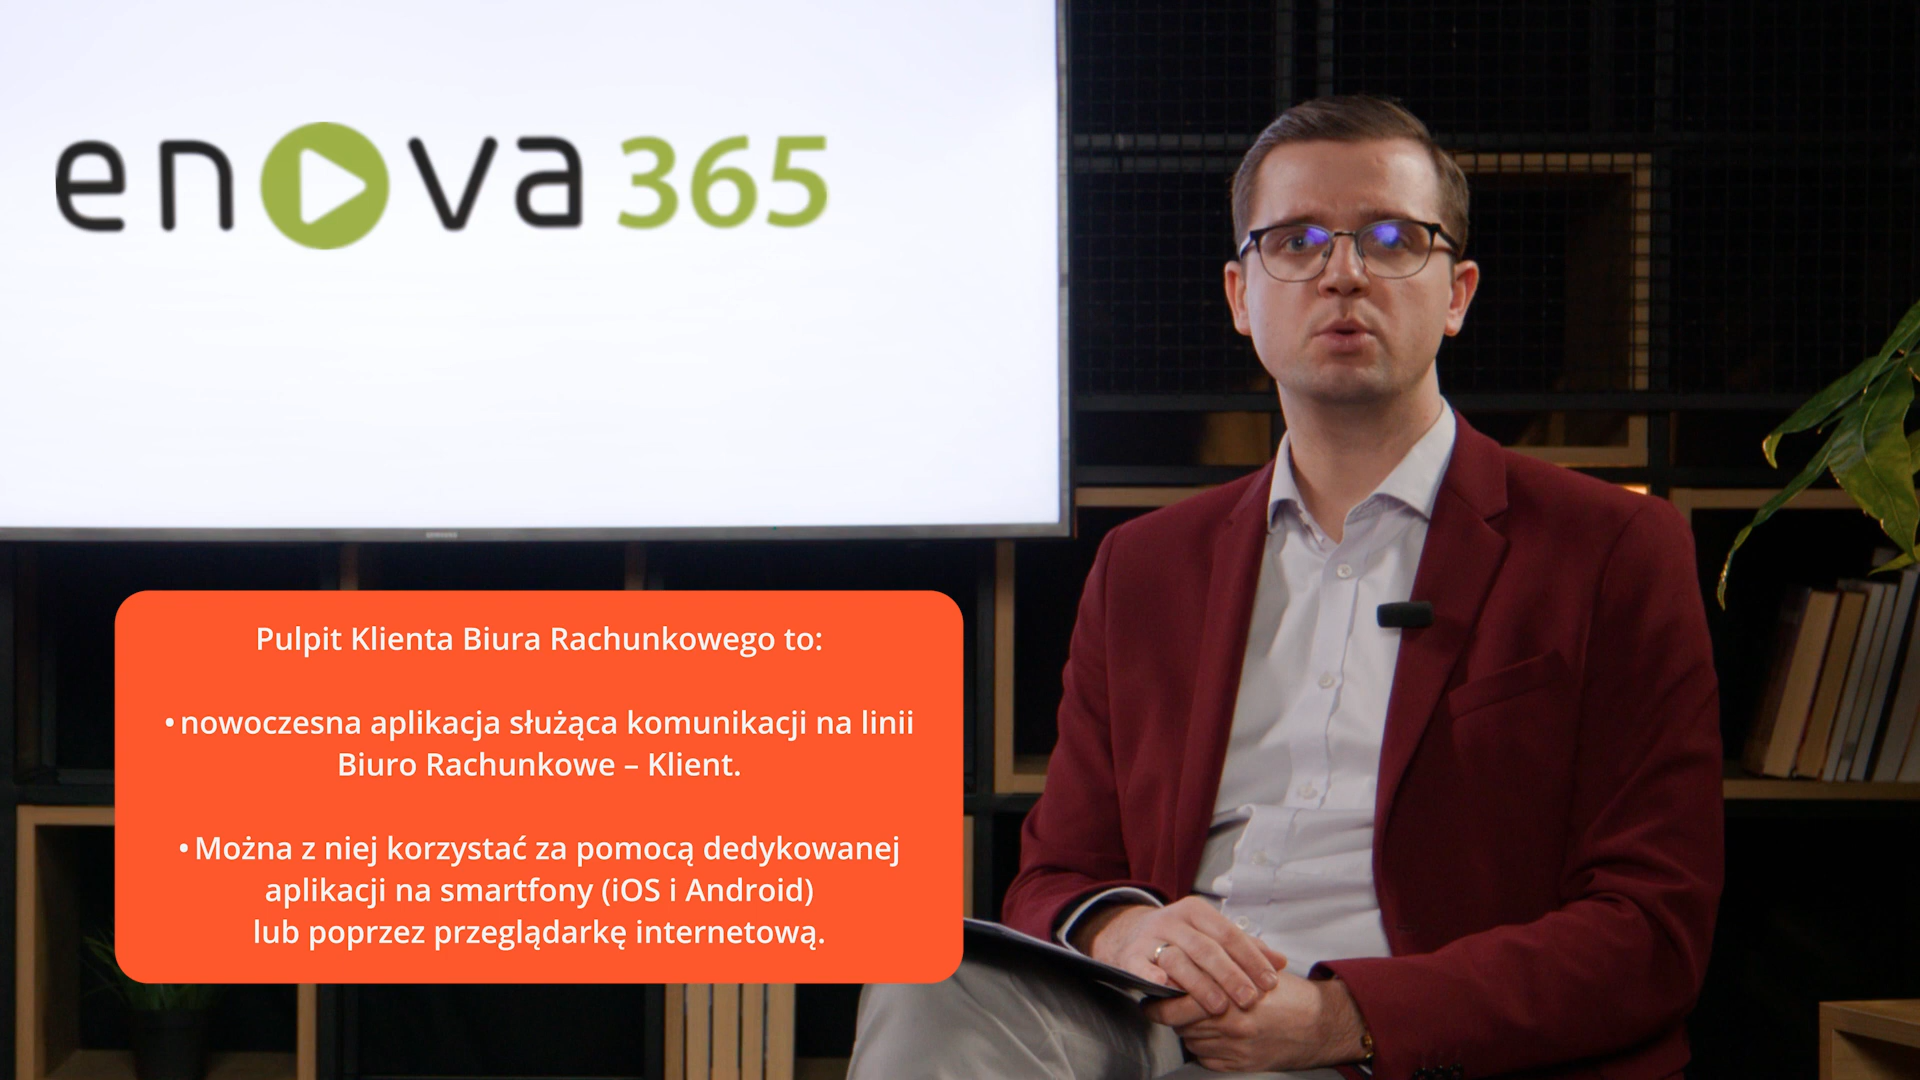 enova 365
Pulpit Klienta Biura Rachunkowego to:
• nowoczesna aplikacja służąca komunikacji na linii
Biuro Rachunkowe – Klient.
• Można z niej korzystać za pomocą dedykowanej
aplikacji na smartfony (iOS i Android)
lub poprzez przeglądarkę internetową.